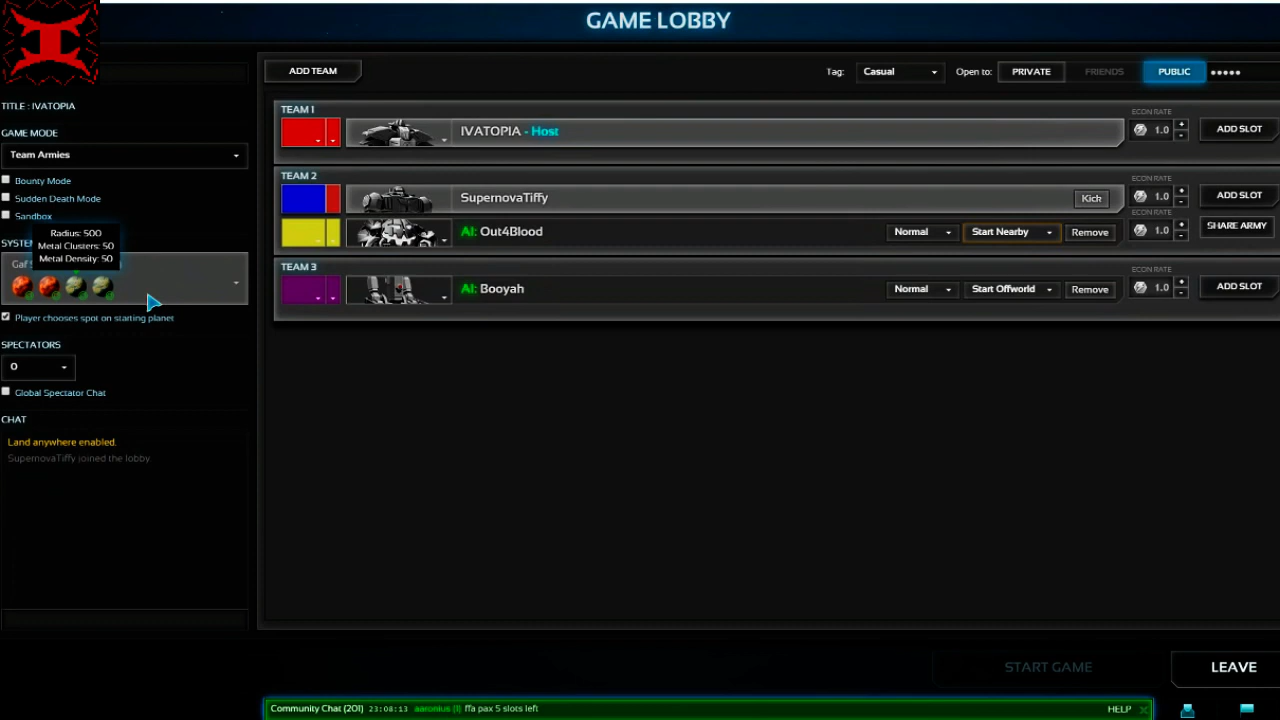 GAME LOBBY
ADD TEAM
Tag:
Casual
Open to:
PRIVATE
FRIENDS
PUBLIC
•••••
TITLE : IVATOPIA
GAME MODE
Team Armies
Bounty Mode
Sudden Death Mode
Sandbox
SYSTE
Radius: 500
Metal Clusters: 50
Metal Density: 50
Player chooses spot on starting planet
SPECTATORS
0
Global Spectator Chat
CHAT
Land anywhere enabled.
SupernovaTiffy joined the lobby.
TEAM 1
IVATOPIA - Host
ECON RATE
1.0
+
-
ADD SLOT
TEAM 2
SupernovaTiffy
Kick
ECON RATE
1.0
+
-
ADD SLOT
AI: Out4Blood
Normal
Start Nearby
Remove
ECON RATE
1.0
+
-
SHARE ARMY
TEAM 3
AI: Booyah
Normal
Start Offworld
Remove
ECON RATE
1.0
+
-
ADD SLOT
START GAME
LEAVE
Community Chat (201) 23:08:13 aaronius (1) ffa pax 5 slots left
HELP